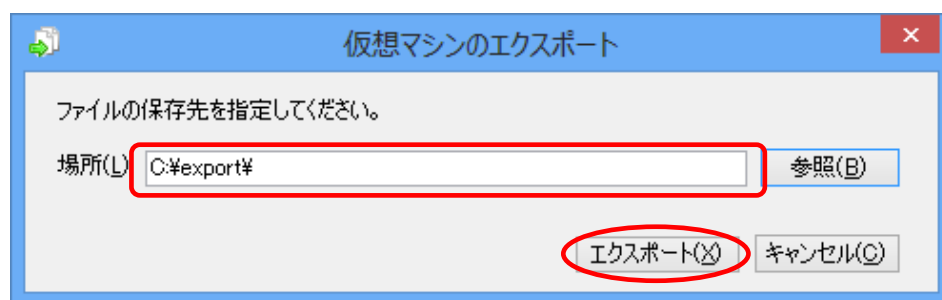 仮想マシンのエクスポート
ファイルの保存先を指定してください。
場所(L) C:¥export¥ 参照(B)
エクスポート(X) キャンセル(C)